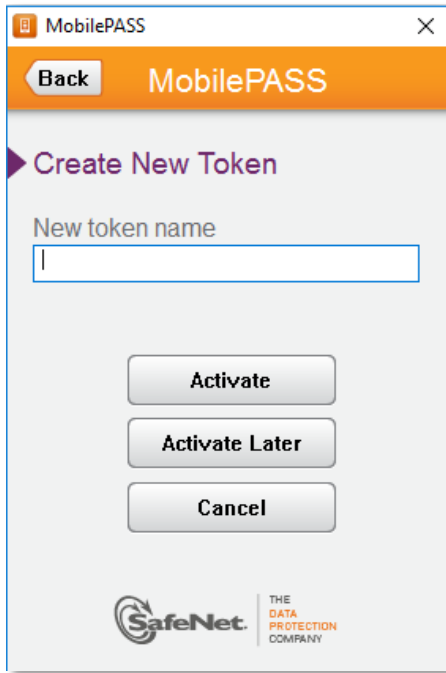 MobilePASS
Back
MobilePASS
Create New Token
New token name
Activate
Activate Later
Cancel
SafeNet.
THE
DATA
PROTECTION
COMPANY